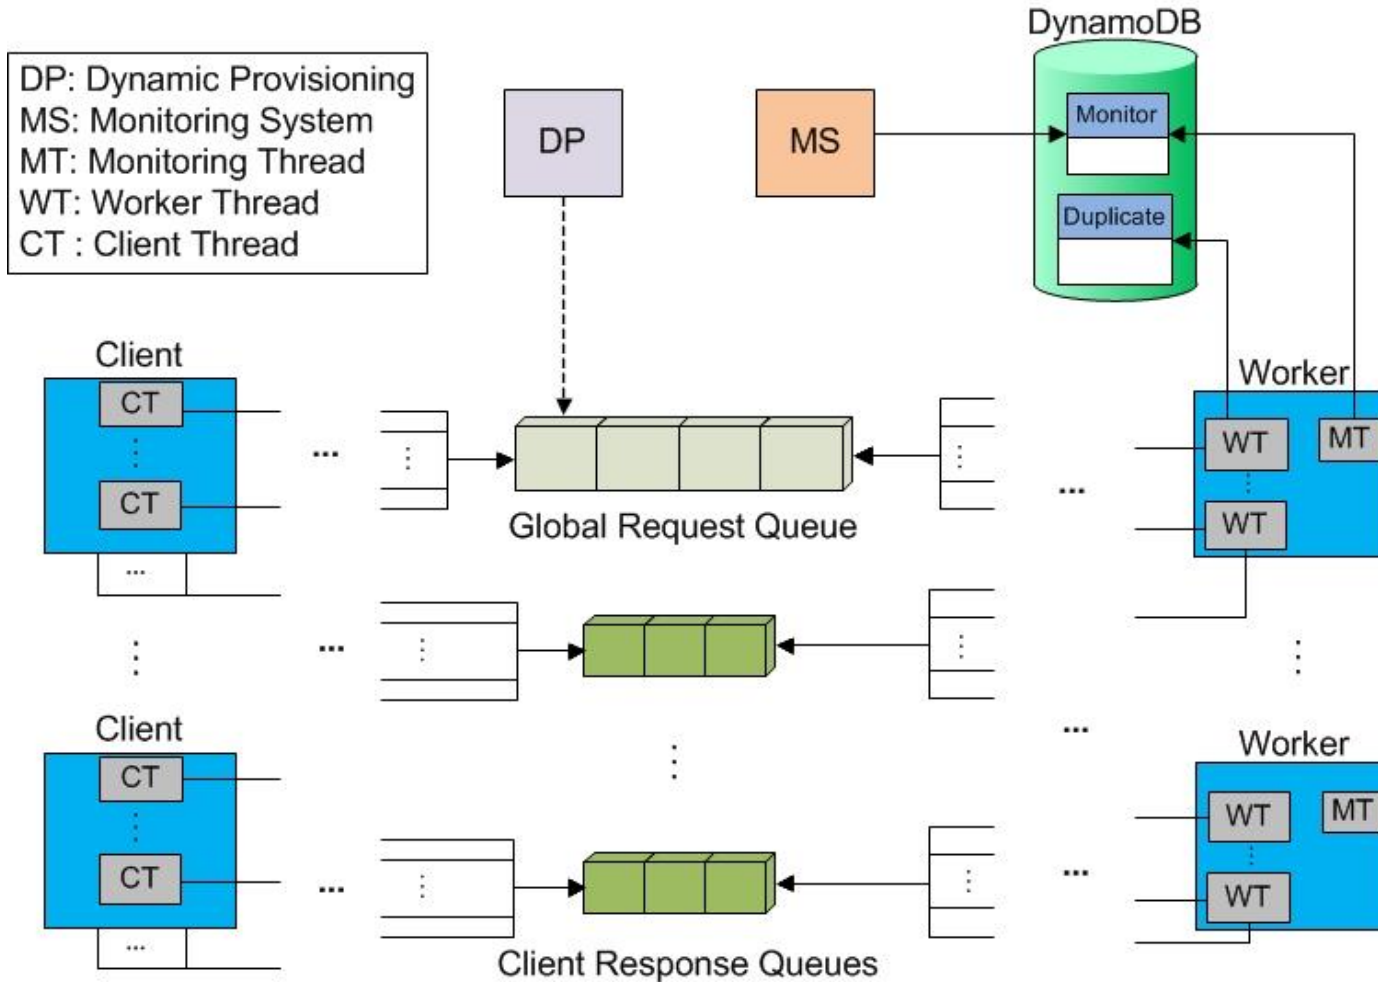 DynamoDB
DP: Dynamic Provisioning
MS: Monitoring System
MT: Monitoring Thread
WT: Worker Thread
CT : Client Thread
DP
MS
Monitor
Duplicate
Client
CT
CT
...
...
Global Request Queue
...
Worker
WT
MT
WT
...
...
Client
CT
CT
...
...
Client Response Queues
...
Worker
WT
MT
WT